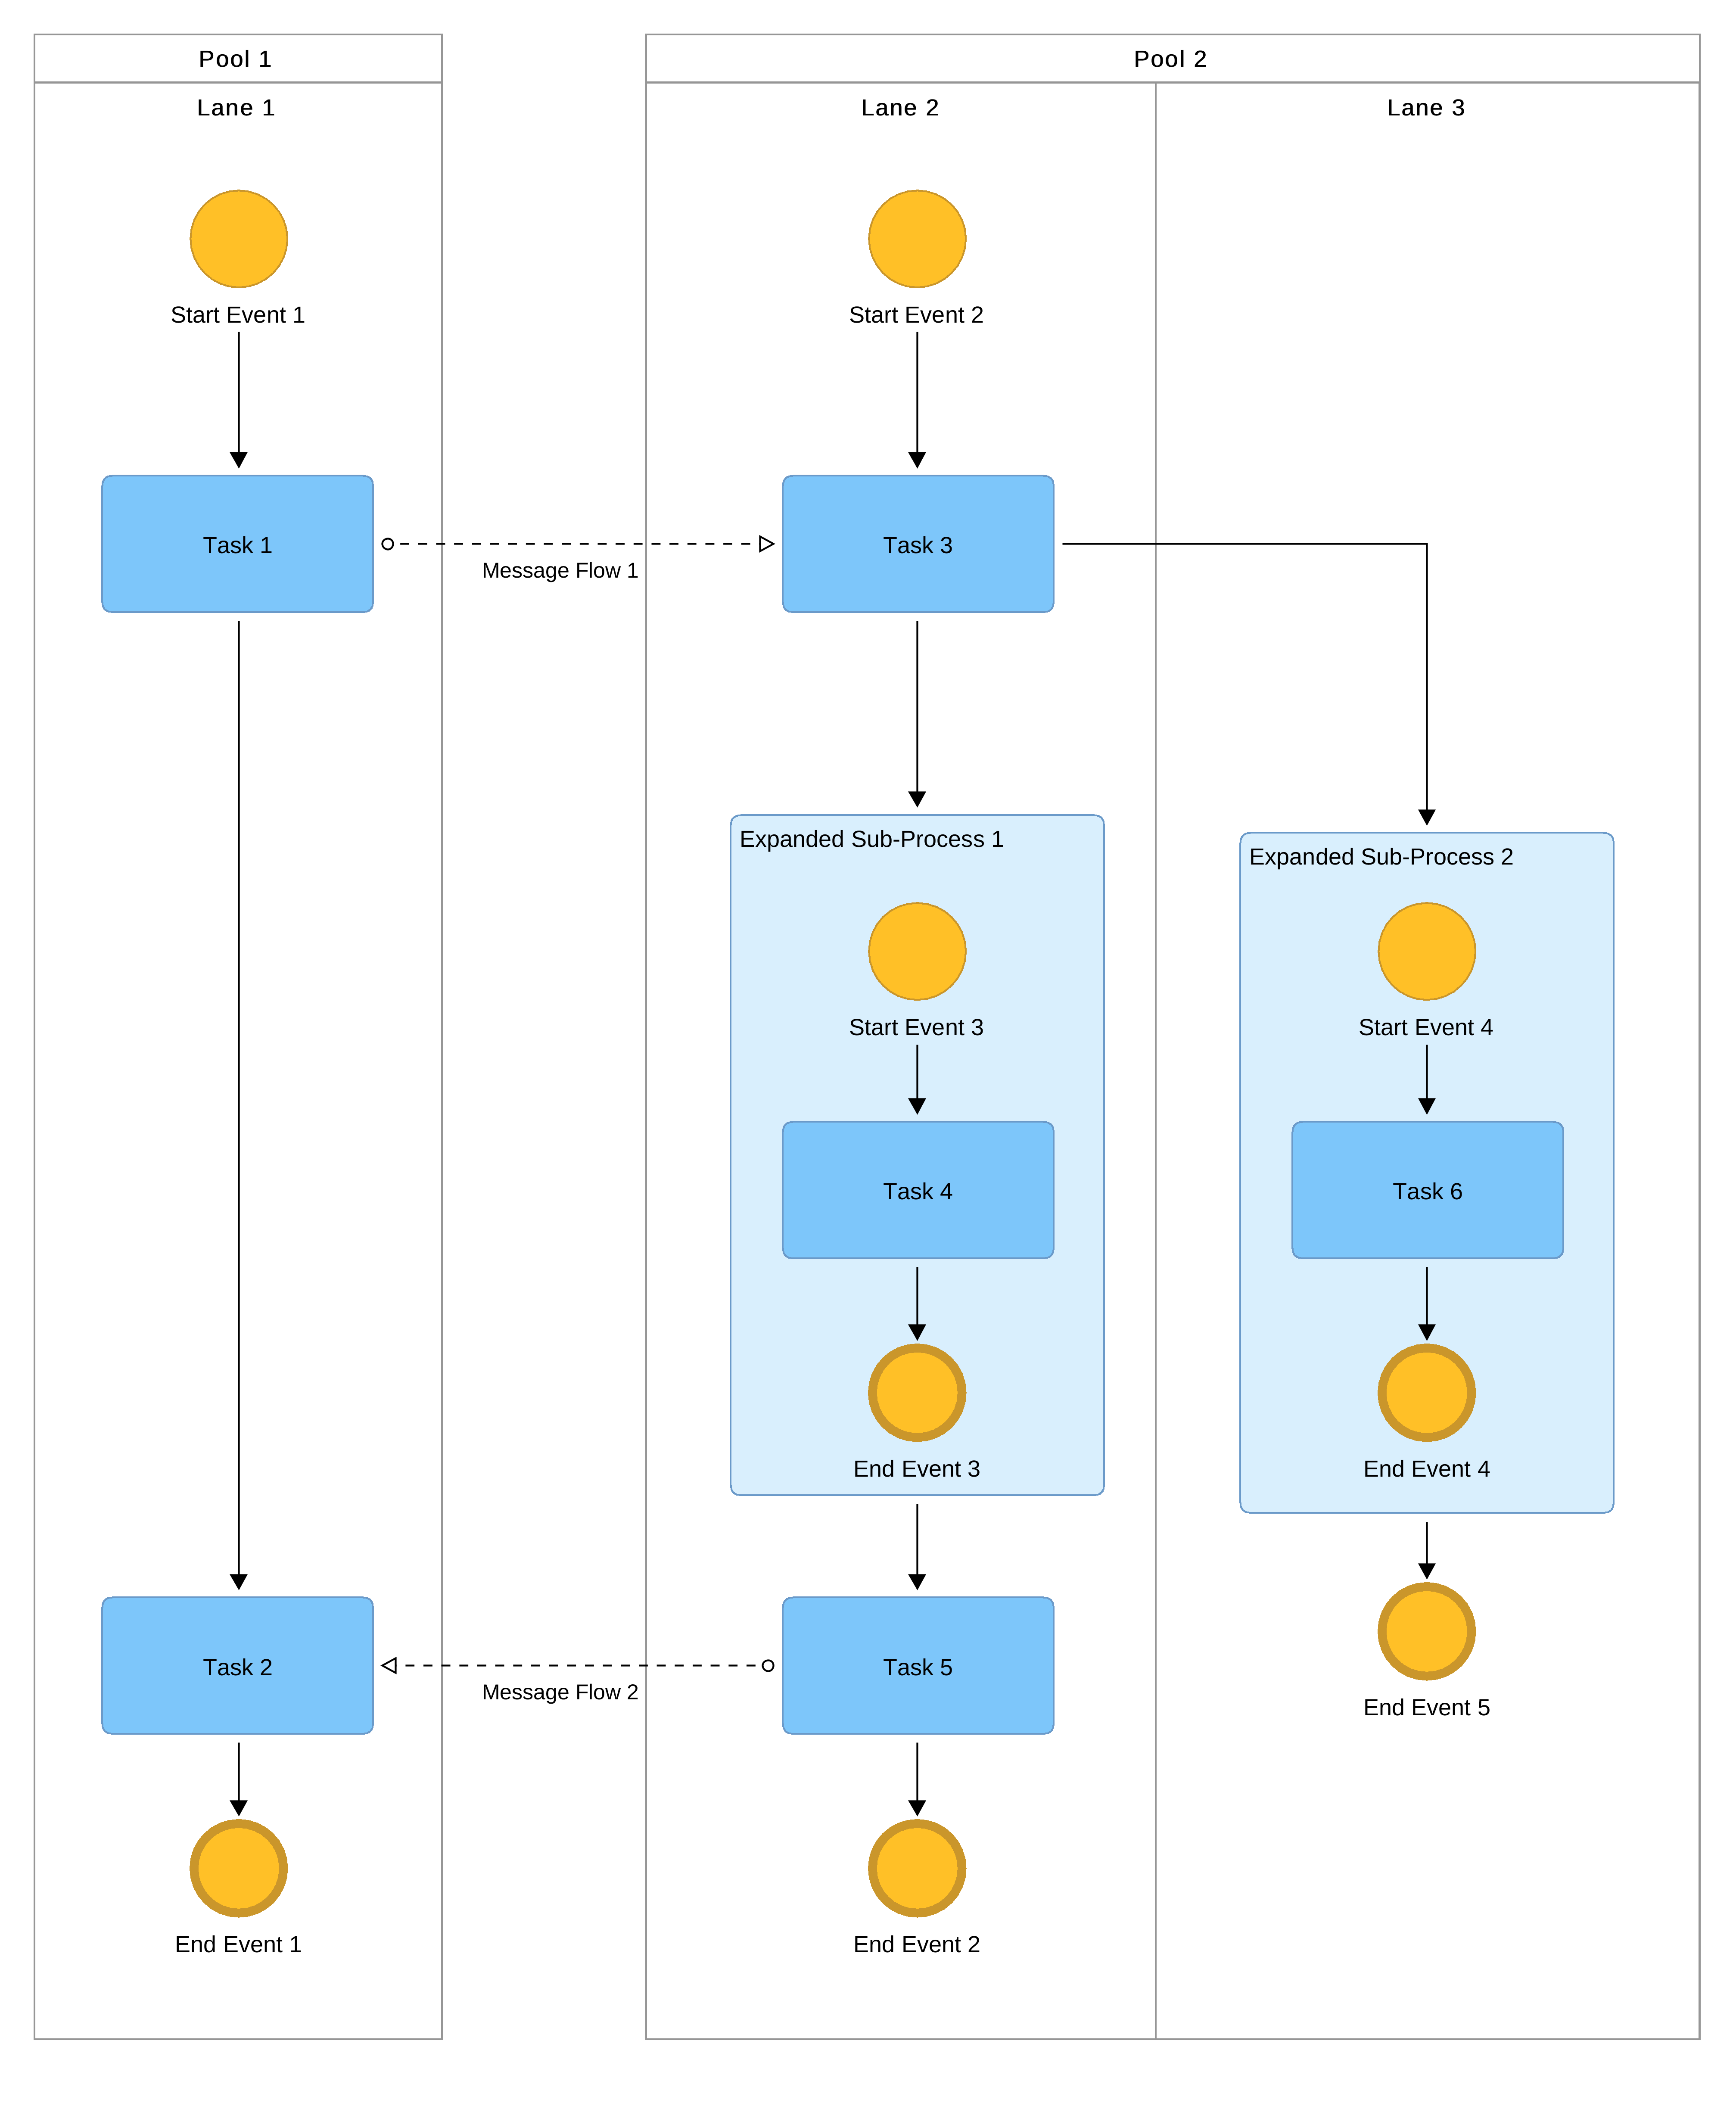 Pool 1
Pool 2
Lane 1
Lane 2
Lane 3
Start Event 1
Start Event 2
Task 1
Task 3
Message Flow 1
Expanded Sub-Process 1
Expanded Sub-Process 2
Start Event 3
Start Event 4
Task 4
Task 6
End Event 3
End Event 4
Task 2
Task 5
Message Flow 2
End Event 5
End Event 1
End Event 2